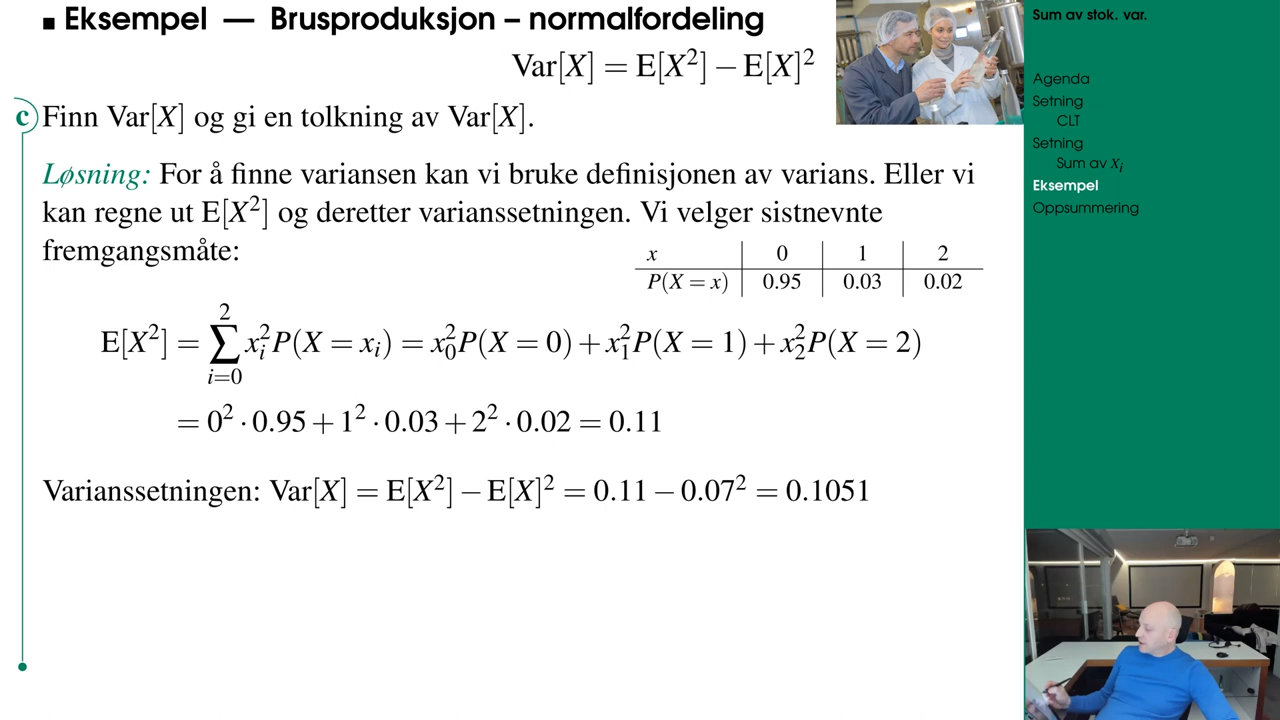 ■ Eksempel — Brusproduksjon – normalfordeling
Var[X] = E[X²] − E[X]²
c Finn Var[X] og gi en tolkning av Var[X].
Løsning: For å finne variansen kan vi bruke definisjonen av varians. Eller vi
kan regne ut E[X²] og deretter varianssetningen. Vi velger sistnevnte
fremgangsmåte:
x | 0 | 1 | 2
P(X = x) | 0.95 | 0.03 | 0.02
E[X²] = ∑_{i=0}^{2} x_i² P(X = x_i) = x_0² P(X = 0) + x_1² P(X = 1) + x_2² P(X = 2)
= 0² · 0.95 + 1² · 0.03 + 2² · 0.02 = 0.11
Varianssetningen: Var[X] = E[X²] − E[X]² = 0.11 − 0.07² = 0.1051
Sum av stok. var.
Agenda
Setning
CLT
Setning
Sum av X_i
Eksempel
Oppsummering